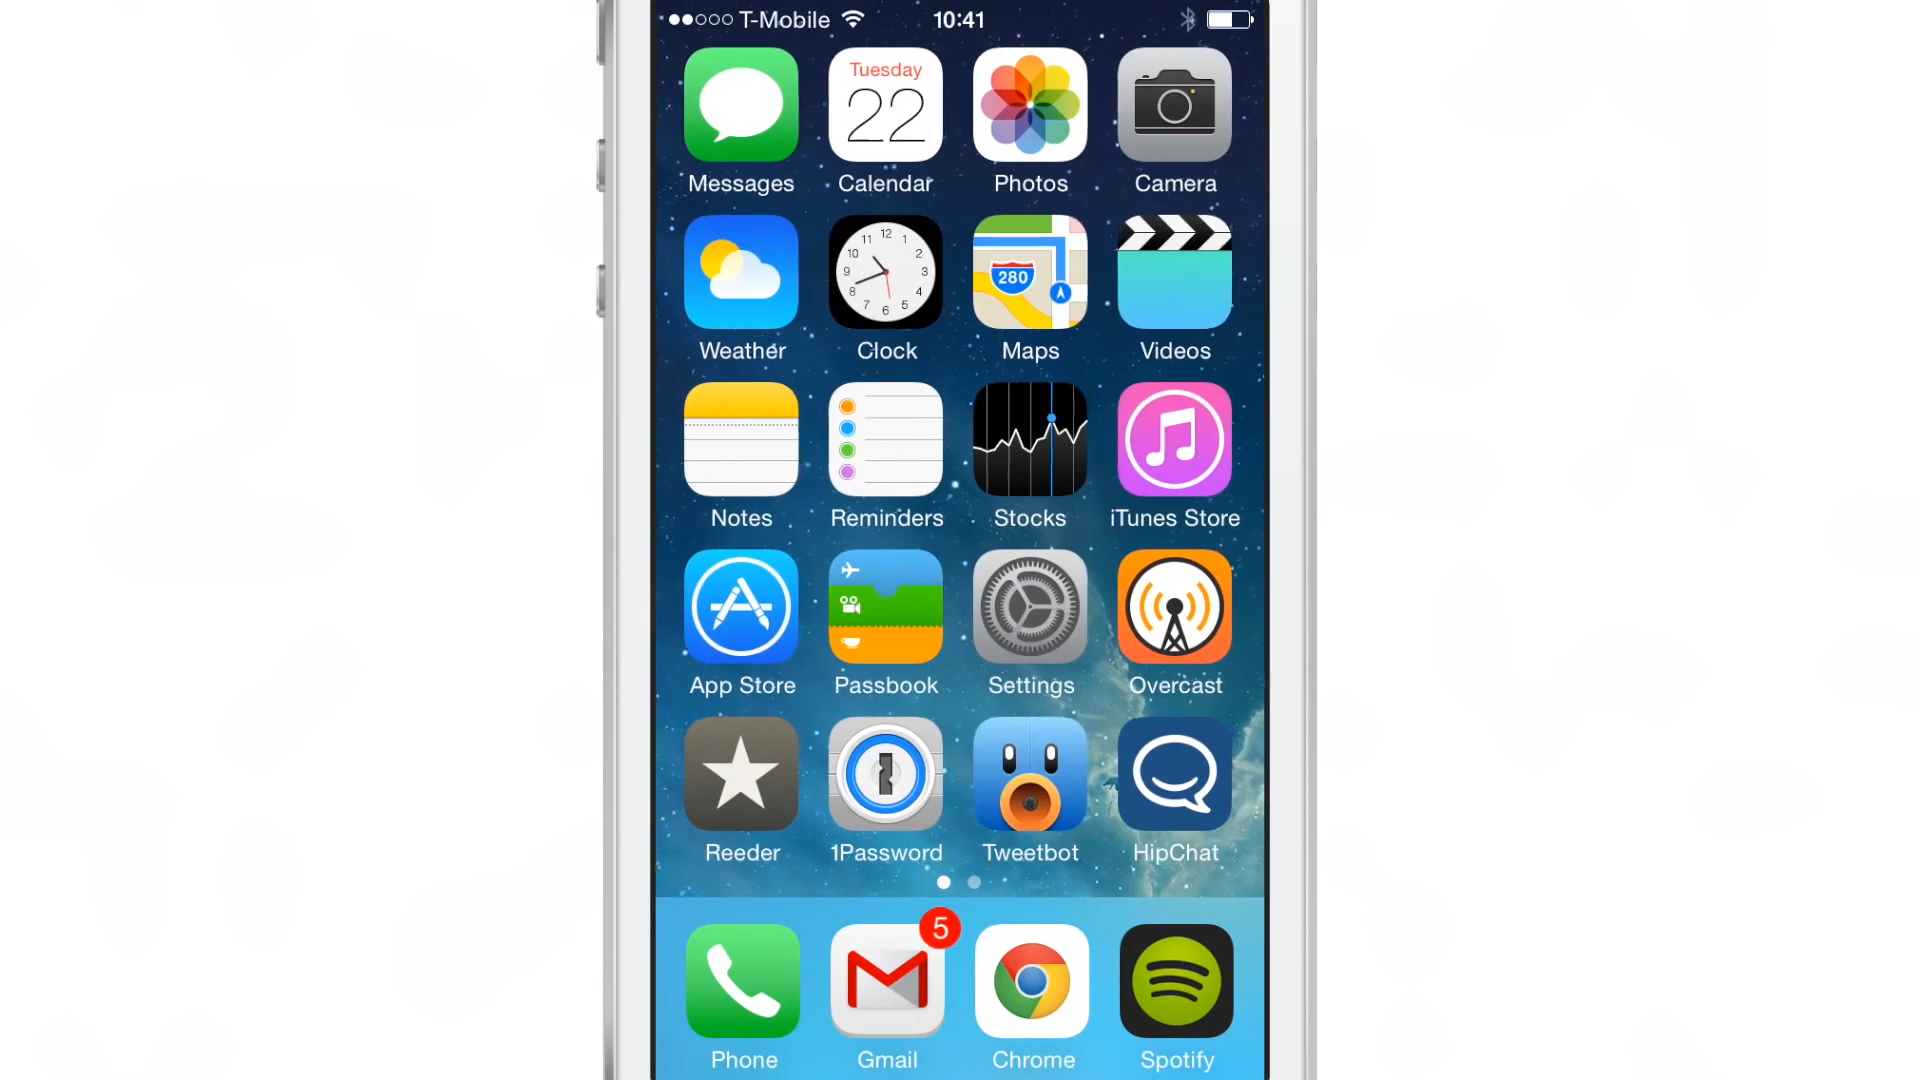 T-Mobile 10:41
Tuesday
22
Messages Calendar Photos Camera
12
11 1
10 2
280
9 3
8 4
7 5
6
Weather Clock Maps Videos
Notes Reminders Stocks iTunes Store
App Store Passbook Settings Overcast
Reeder 1Password Tweetbot HipChat
5
Phone Gmail Chrome Spotify